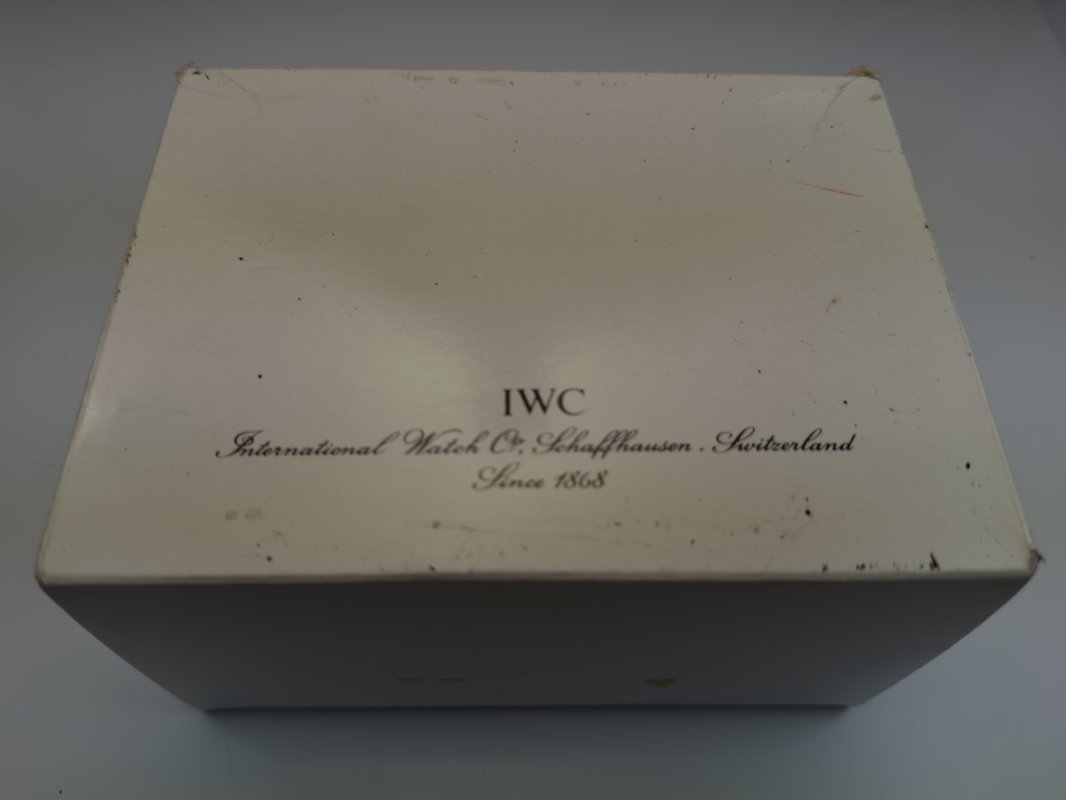 IWC
International Watch Co, Schaffhausen . Switzerland
Since 1868